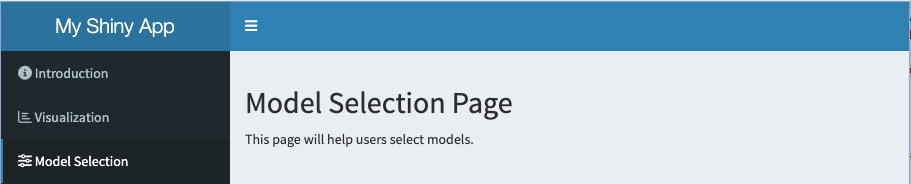 My Shiny App
Introduction
Visualization
Model Selection
Model Selection Page
This page will help users select models.